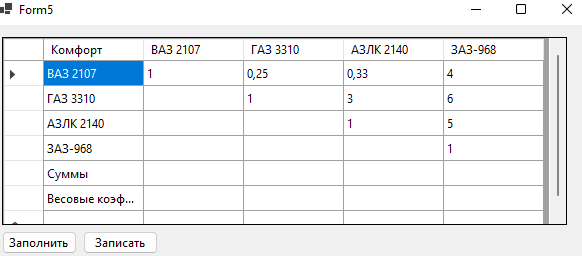 Form5
Комфорт ВАЗ 2107 ГАЗ 3310 АЗЛК 2140 ЗАЗ-968
ВАЗ 2107 1 0,25 0,33 4
ГАЗ 3310 1 3 6
АЗЛК 2140 1 5
ЗАЗ-968 1
Суммы
Весовые коэф...
Заполнить Записать